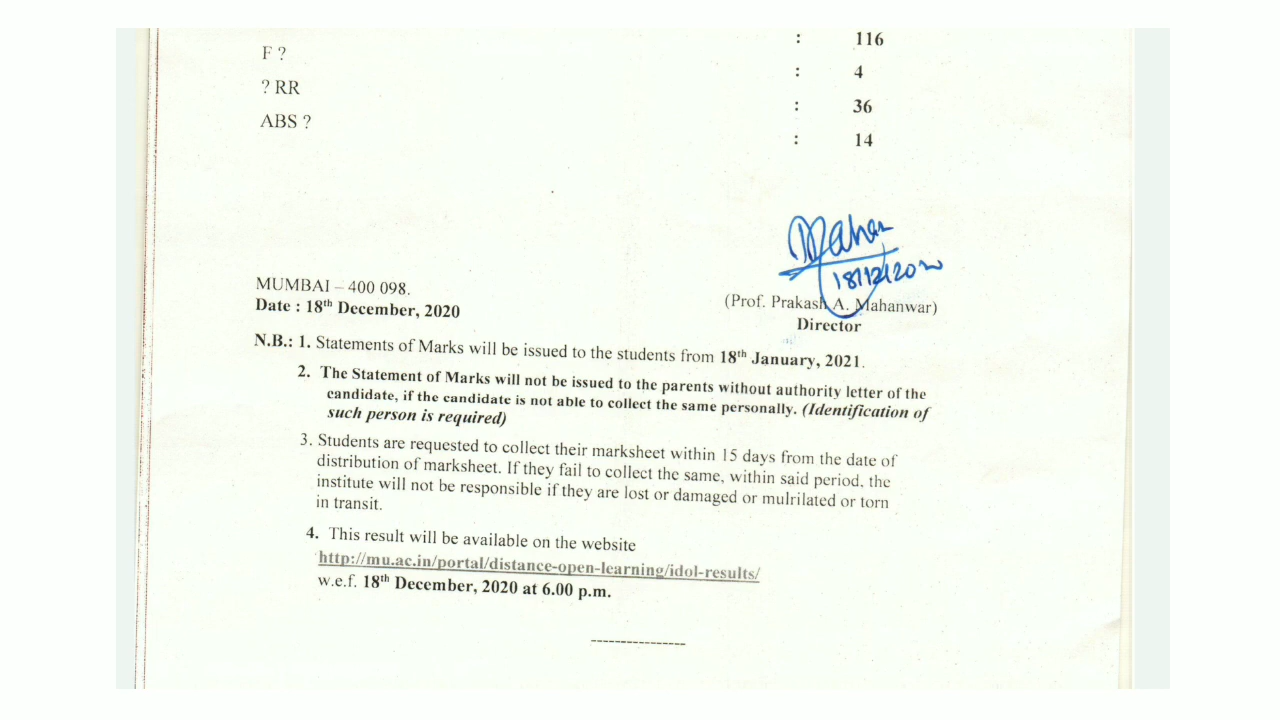 : 116
F ? : 4
? RR : 36
ABS ? : 14
Mahan
18/12/2020
MUMBAI – 400 098.
(Prof. Prakash A. Mahanwar)
Date : 18th December, 2020
Director
N.B.: 1. Statements of Marks will be issued to the students from 18th January, 2021.
2. The Statement of Marks will not be issued to the parents without authority letter of the
candidate, if the candidate is not able to collect the same personally. (Identification of
such person is required)
3. Students are requested to collect their marksheet within 15 days from the date of
distribution of marksheet. If they fail to collect the same, within said period, the
institute will not be responsible if they are lost or damaged or mulrilated or torn
in transit.
4. This result will be available on the website
http://mu.ac.in/portal/distance-open-learning/idol-results/
w.e.f. 18th December, 2020 at 6.00 p.m.
----------------